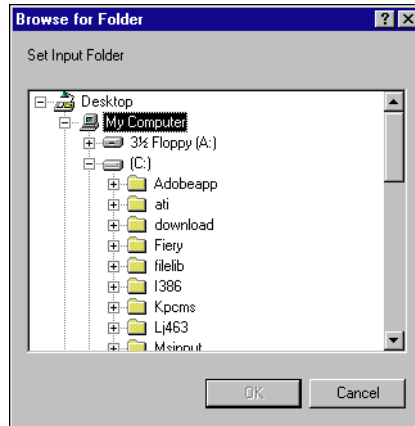 Browse for Folder
Set Input Folder
Desktop
My Computer
3½ Floppy (A:)
(C:)
Adobeapp
ati
download
Fiery
filelib
I386
Kpcms
Lj463
Msinput
OK
Cancel